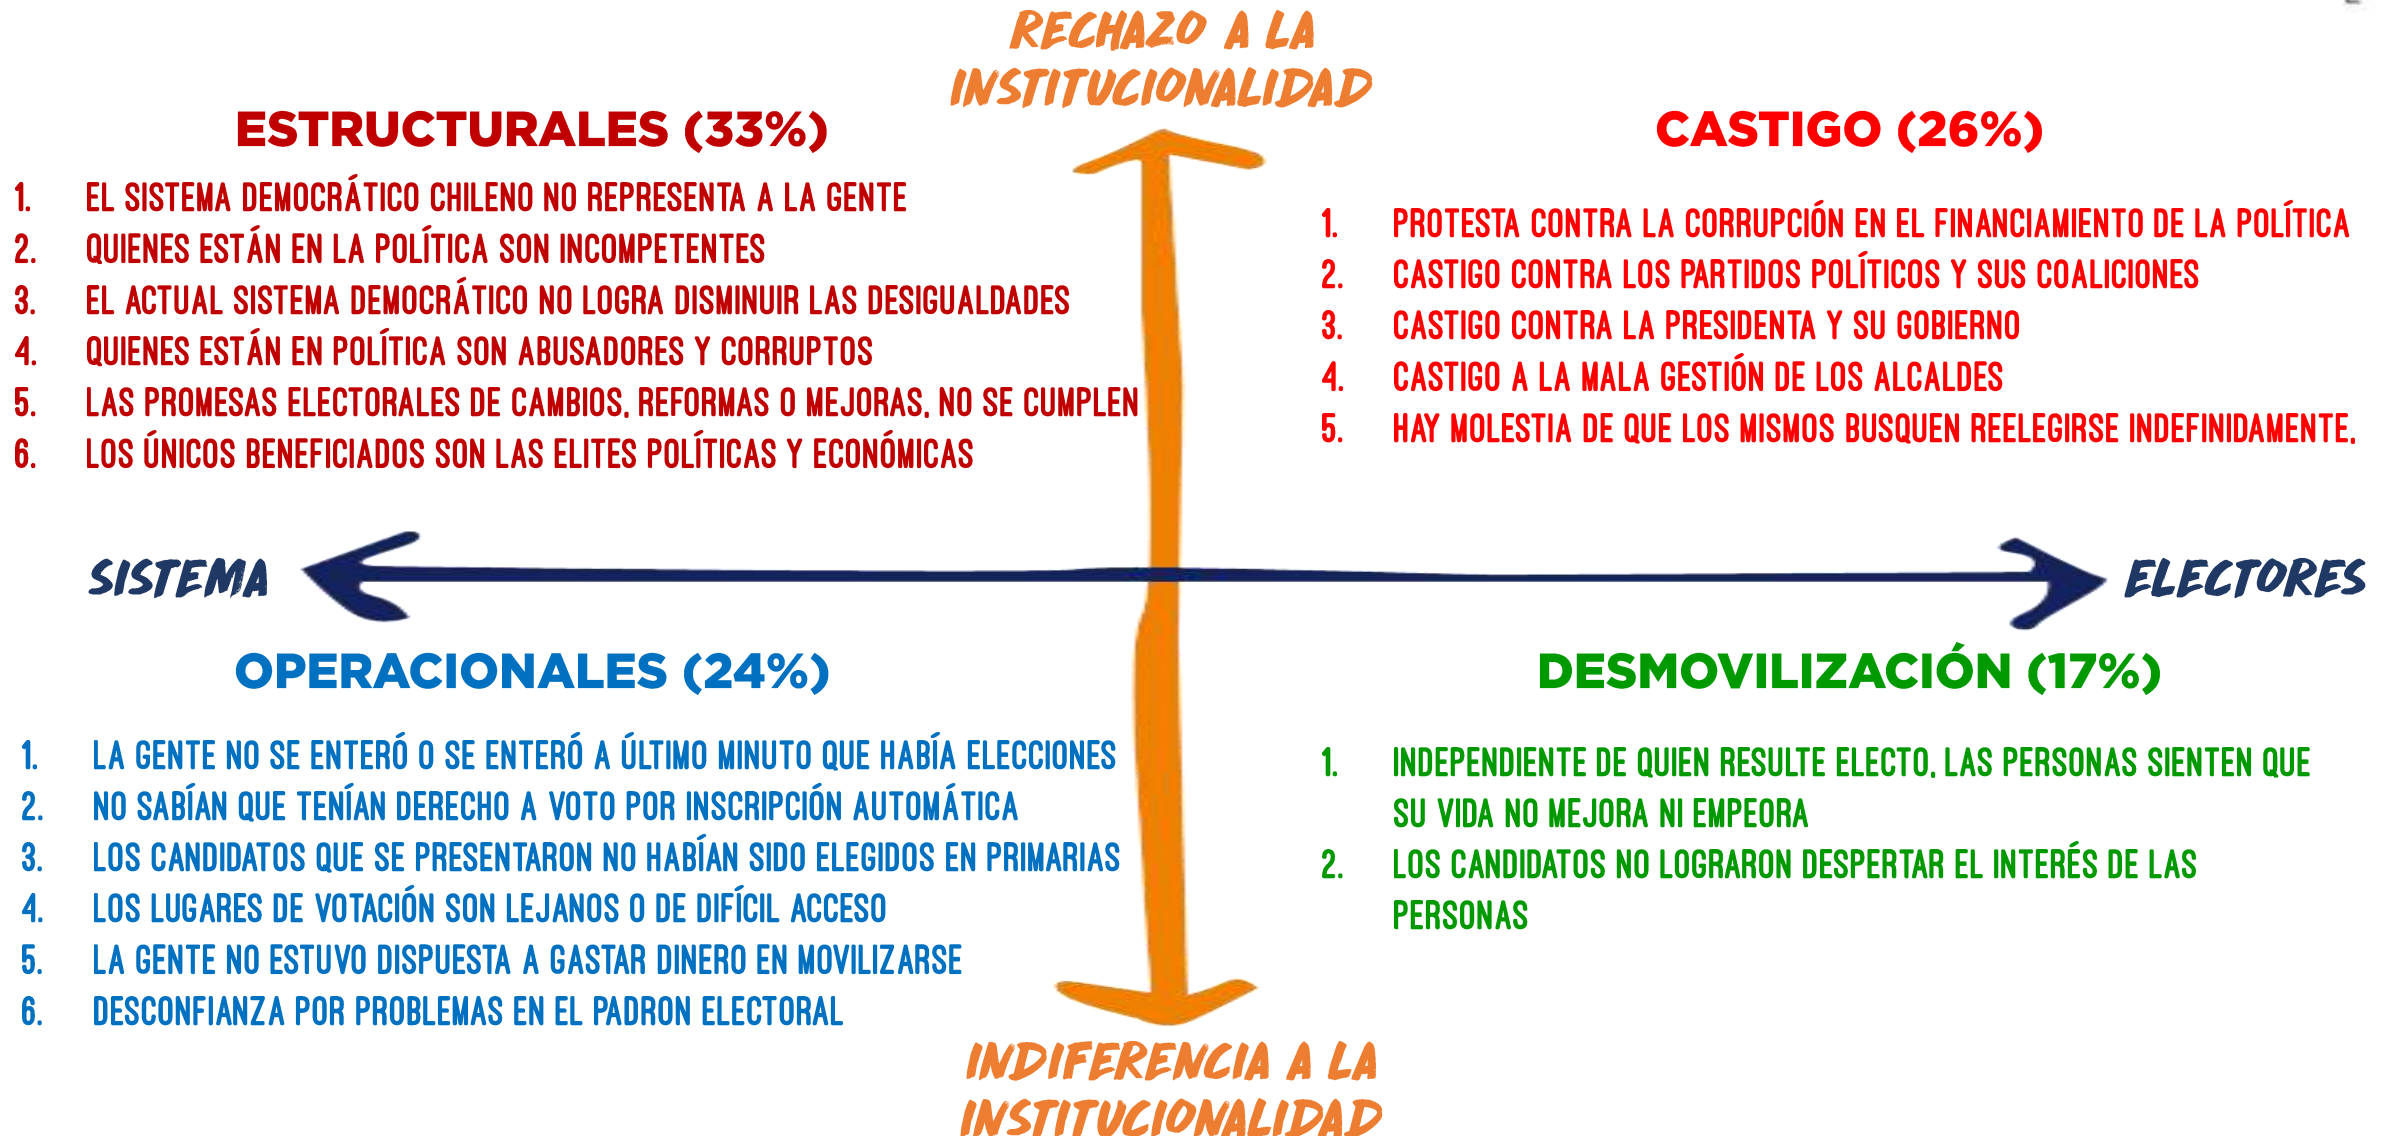 RECHAZO A LA
INSTITUCIONALIDAD
ESTRUCTURALES (33%)
1. EL SISTEMA DEMOCRÁTICO CHILENO NO REPRESENTA A LA GENTE
2. QUIENES ESTÁN EN LA POLÍTICA SON INCOMPETENTES
3. EL ACTUAL SISTEMA DEMOCRÁTICO NO LOGRA DISMINUIR LAS DESIGUALDADES
4. QUIENES ESTÁN EN POLÍTICA SON ABUSADORES Y CORRUPTOS
5. LAS PROMESAS ELECTORALES DE CAMBIOS, REFORMAS O MEJORAS, NO SE CUMPLEN
6. LOS ÚNICOS BENEFICIADOS SON LAS ELITES POLÍTICAS Y ECONÓMICAS
CASTIGO (26%)
1. PROTESTA CONTRA LA CORRUPCIÓN EN EL FINANCIAMIENTO DE LA POLÍTICA
2. CASTIGO CONTRA LOS PARTIDOS POLÍTICOS Y SUS COALICIONES
3. CASTIGO CONTRA LA PRESIDENTA Y SU GOBIERNO
4. CASTIGO A LA MALA GESTIÓN DE LOS ALCALDES
5. HAY MOLESTIA DE QUE LOS MISMOS BUSQUEN REELEGIRSE INDEFINIDAMENTE.
SISTEMA
ELECTORES
OPERACIONALES (24%)
1. LA GENTE NO SE ENTERÓ O SE ENTERÓ A ÚLTIMO MINUTO QUE HABÍA ELECCIONES
2. NO SABÍAN QUE TENÍAN DERECHO A VOTO POR INSCRIPCIÓN AUTOMÁTICA
3. LOS CANDIDATOS QUE SE PRESENTARON NO HABÍAN SIDO ELEGIDOS EN PRIMARIAS
4. LOS LUGARES DE VOTACIÓN SON LEJANOS O DE DIFÍCIL ACCESO
5. LA GENTE NO ESTUVO DISPUESTA A GASTAR DINERO EN MOVILIZARSE
6. DESCONFIANZA POR PROBLEMAS EN EL PADRON ELECTORAL
DESMOVILIZACIÓN (17%)
1. INDEPENDIENTE DE QUIEN RESULTE ELECTO, LAS PERSONAS SIENTEN QUE
SU VIDA NO MEJORA NI EMPEORA
2. LOS CANDIDATOS NO LOGRARON DESPERTAR EL INTERÉS DE LAS
PERSONAS
INDIFERENCIA A LA
INSTITUCIONALIDAD